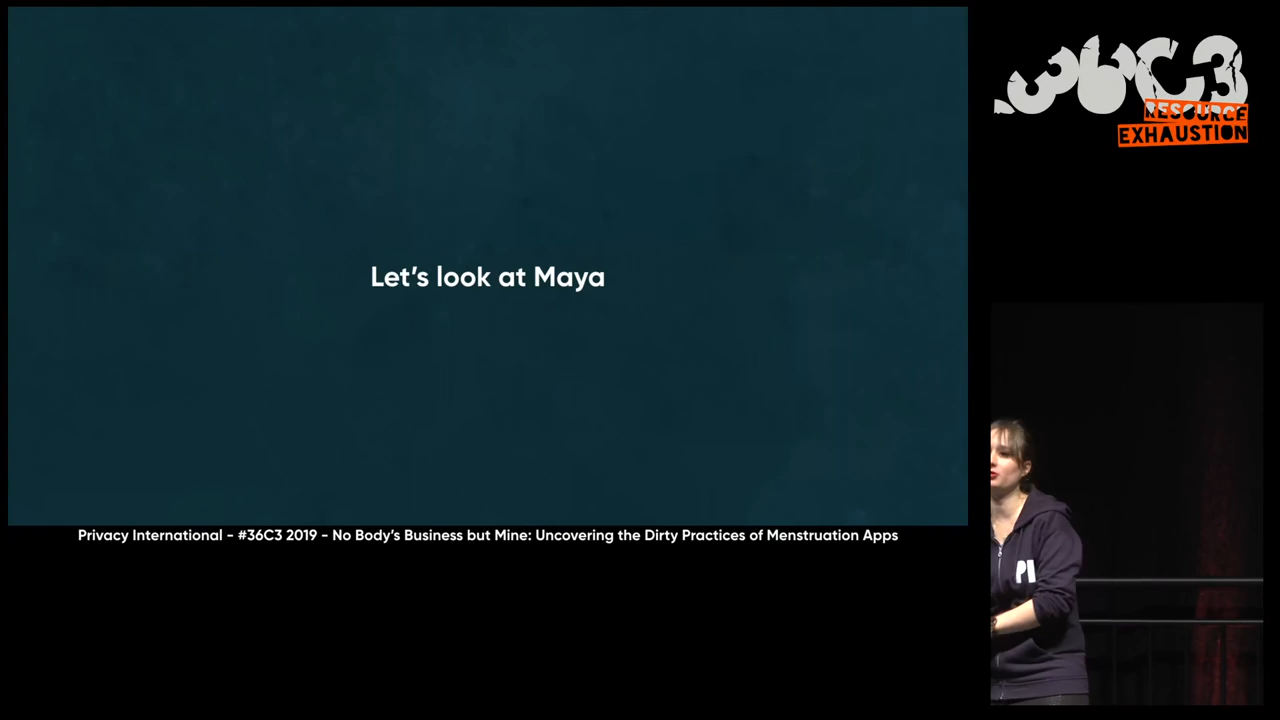 36C3
RESOURCE
EXHAUSTION
Let's look at Maya
PI
Privacy International - #36C3 2019 - No Body's Business but Mine: Uncovering the Dirty Practices of Menstruation Apps